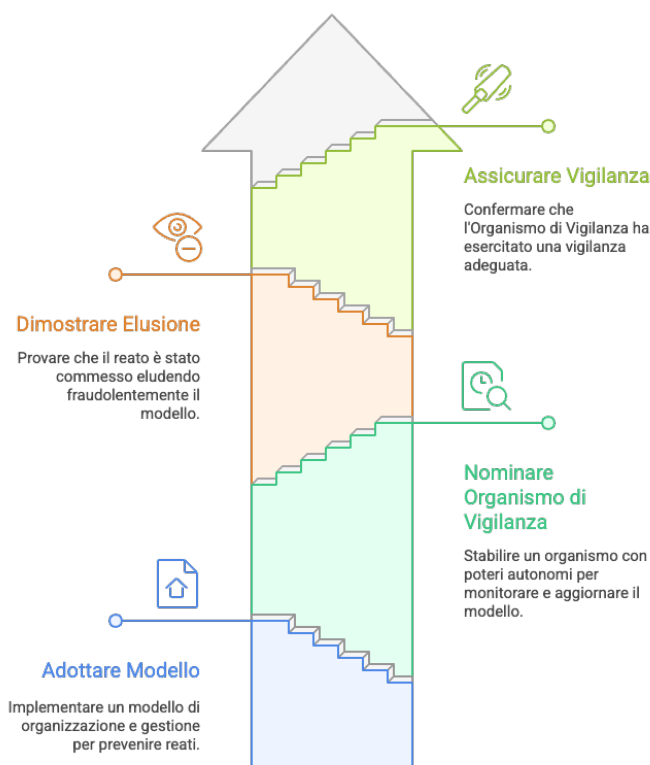 Assicurare Vigilanza
Confermare che
l'Organismo di Vigilanza ha
esercitato una vigilanza
adeguata.
Dimostrare Elusione
Provare che il reato è stato
commesso eludendo
fraudolentemente il
modello.
Nominare
Organismo di
Vigilanza
Stabilire un organismo con
poteri autonomi per
monitorare e aggiornare il
modello.
Adottare Modello
Implementare un modello di
organizzazione e gestione
per prevenire reati.